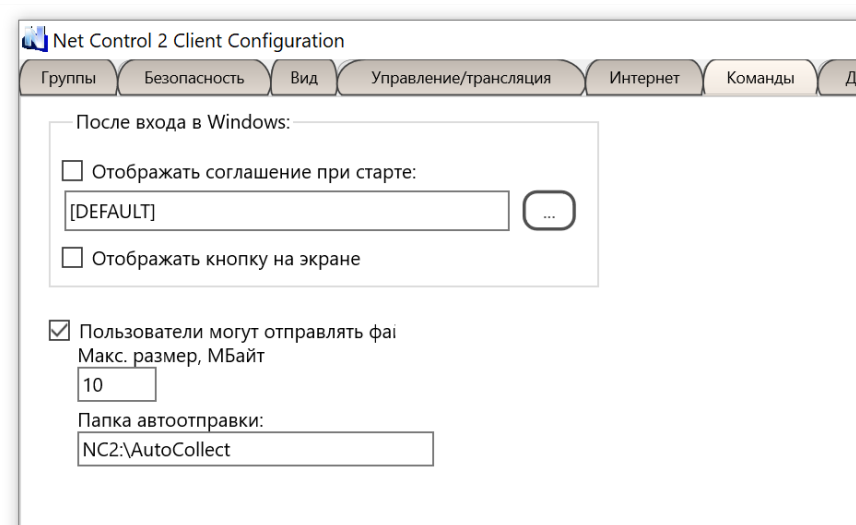 Net Control 2 Client Configuration
Группы Безопасность Вид Управление/трансляция Интернет Команды
После входа в Windows:
Отображать соглашение при старте:
[DEFAULT]
...
Отображать кнопку на экране
Пользователи могут отправлять
Макс. размер, МБайт
10
Папка автоотправки:
NC2:\AutoCollect